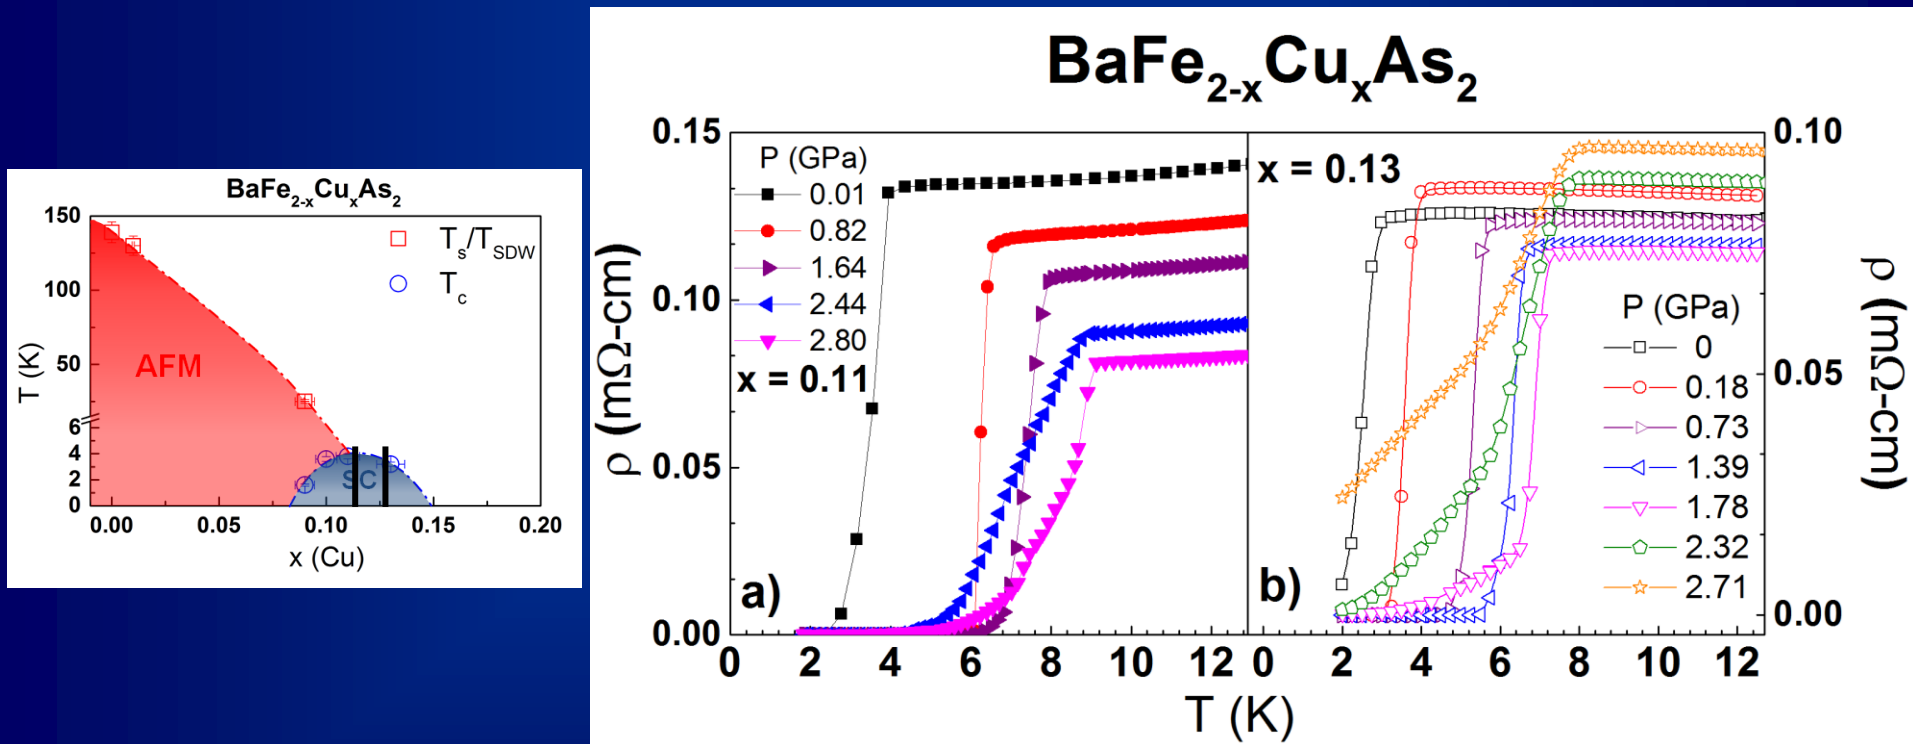 BaFe2-xCuxAs2
150
100
50
6
4
2
0
T (K)
Ts/TSDW
Tc
AFM
SC
0.00 0.05 0.10 0.15 0.20
x (Cu)
BaFe2-xCuxAs2
0.15
0.10
0.05
0.00
ρ (mΩ-cm)
P (GPa)
0.01
0.82
1.64
2.44
2.80
x = 0.11
a)
0 2 4 6 8 10 12
x = 0.13
P (GPa)
0
0.18
0.73
1.39
1.78
2.32
2.71
b)
0 2 4 6 8 10 12
0.10
0.05
0.00
ρ (mΩ-cm)
T (K)